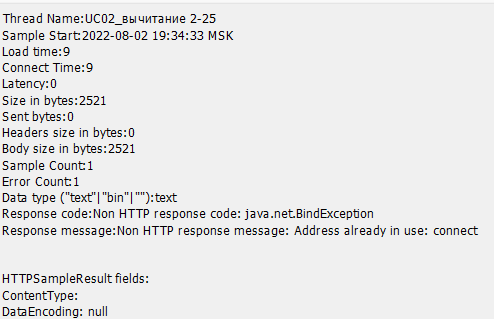 Thread Name:UC02_вычитание 2-25
Sample Start:2022-08-02 19:34:33 MSK
Load time:9
Connect Time:9
Latency:0
Size in bytes:2521
Sent bytes:0
Headers size in bytes:0
Body size in bytes:2521
Sample Count:1
Error Count:1
Data type ("text"|"bin"|""):text
Response code:Non HTTP response code: java.net.BindException
Response message:Non HTTP response message: Address already in use: connect
HTTPSampleResult fields:
ContentType:
DataEncoding: null